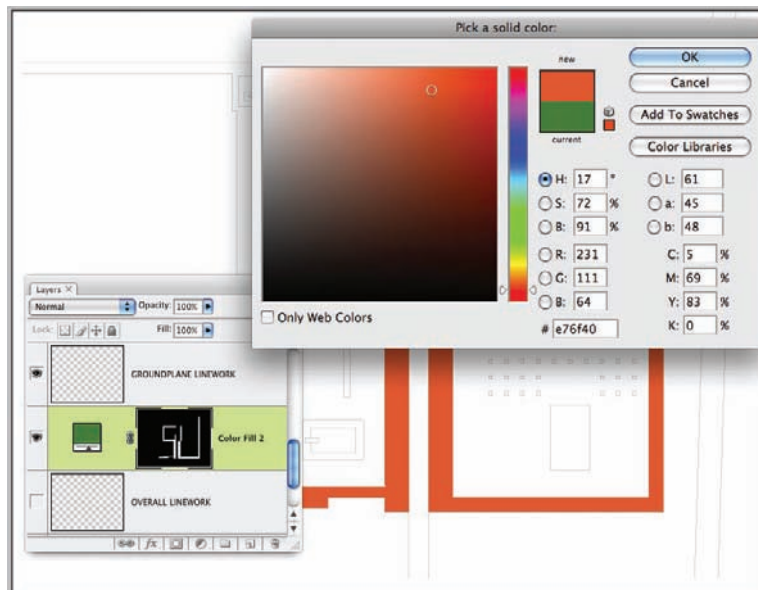 Pick a solid color:
new
current
OK
Cancel
Add To Swatches
Color Libraries
H: 17 °
S: 72 %
B: 91 %
R: 231
G: 111
B: 64
# e76f40
L: 61
a: 45
b: 48
C: 5 %
M: 69 %
Y: 83 %
K: 0 %
Only Web Colors
Layers ×
Normal Opacity: 100%
Lock: Fill: 100%
GROUNDPLANE LINEWORK
Color Fill 2
OVERALL LINEWORK
fx